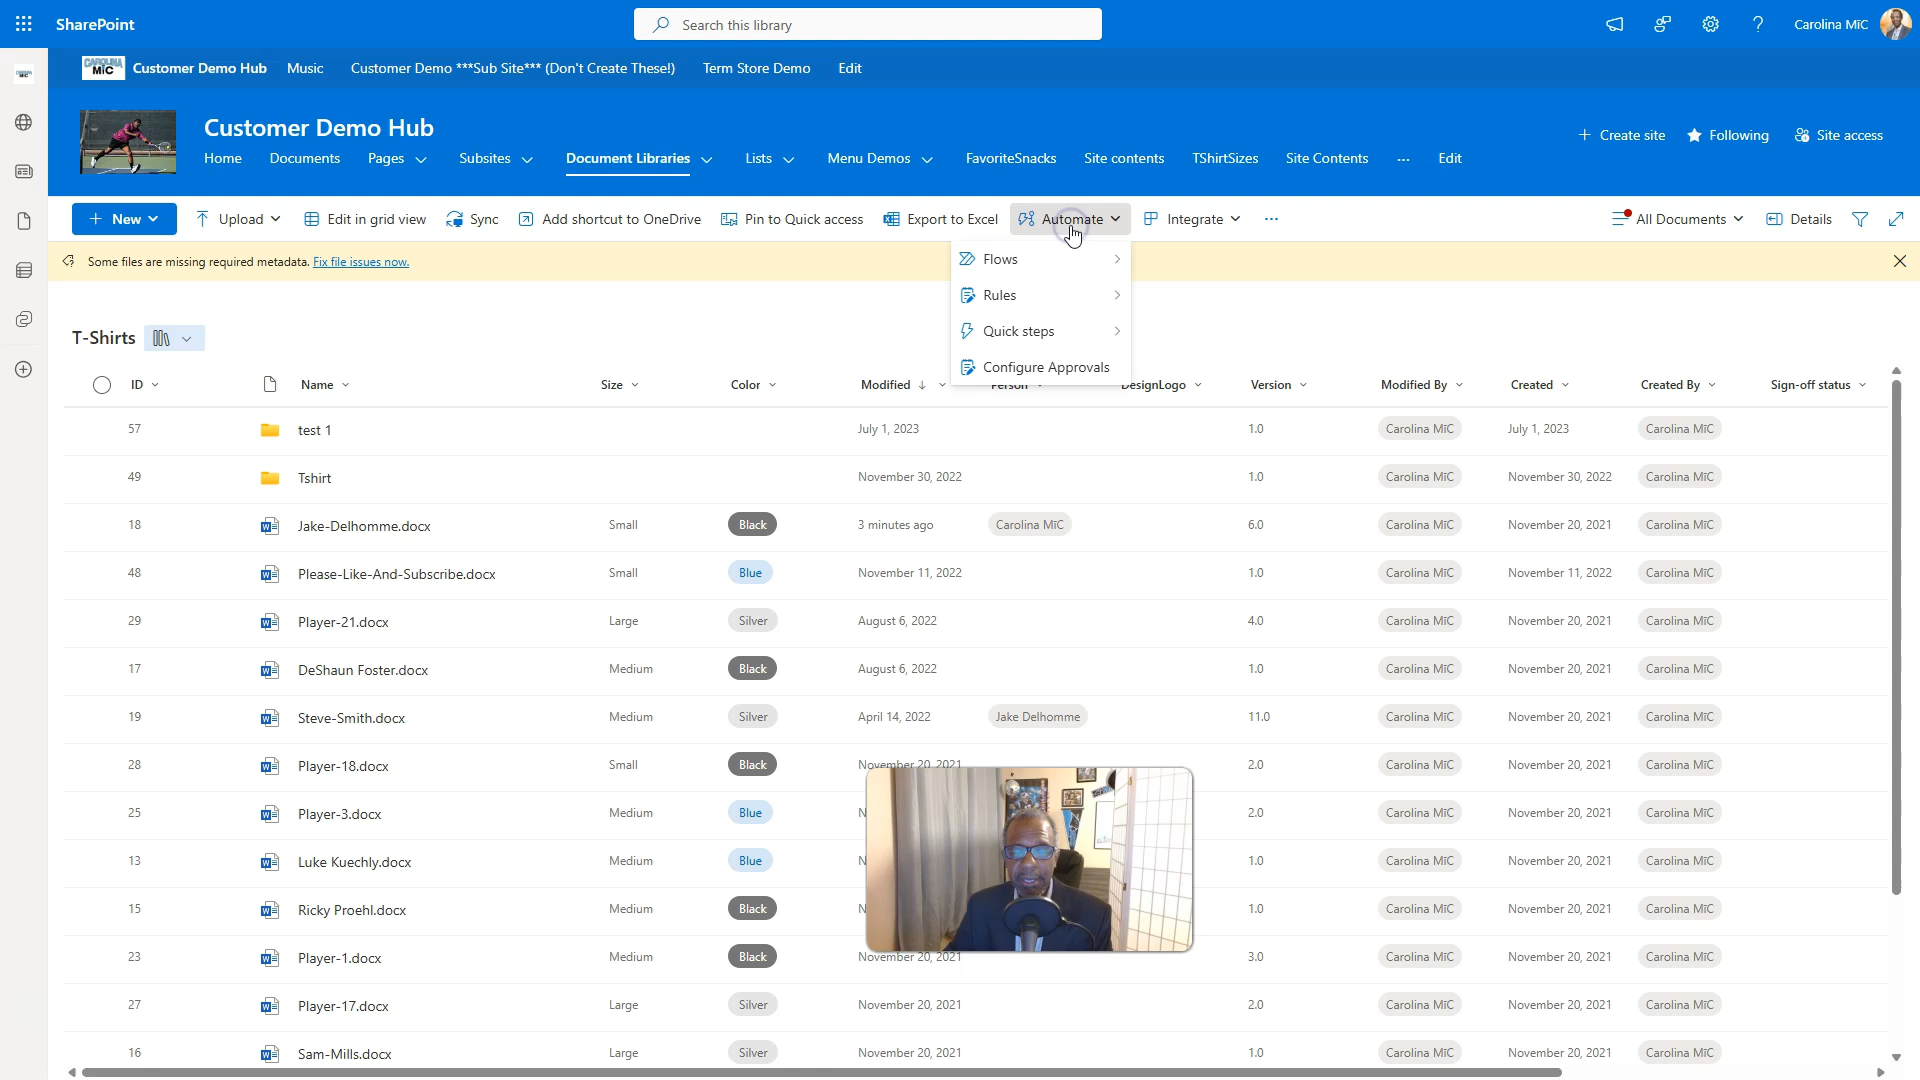 SharePoint
Search this library
Carolina MiC
CAROLINA
MiC
Customer Demo Hub
Music
Customer Demo ***Sub Site*** (Don't Create These!)
Term Store Demo
Edit
Customer Demo Hub
Create site
Following
Site access
Home
Documents
Pages
Subsites
Document Libraries
Lists
Menu Demos
FavoriteSnacks
Site contents
TShirtSizes
Site Contents
···
Edit
New
Upload
Edit in grid view
Sync
Add shortcut to OneDrive
Pin to Quick access
Export to Excel
Automate
Integrate
···
All Documents
Details
Some files are missing required metadata. Fix file issues now.
Flows
Rules
Quick steps
Configure Approvals
T-Shirts
ID Name Size Color Modified Person DesignLogo Version Modified By Created Created By Sign-off status
57 test 1 July 1, 2023 1.0 Carolina MiC July 1, 2023 Carolina MiC
49 Tshirt November 30, 2022 1.0 Carolina MiC November 30, 2022 Carolina MiC
18 Jake-Delhomme.docx Small Black 3 minutes ago Carolina MiC 6.0 Carolina MiC November 20, 2021 Carolina MiC
48 Please-Like-And-Subscribe.docx Small Blue November 11, 2022 1.0 Carolina MiC November 11, 2022 Carolina MiC
29 Player-21.docx Large Silver August 6, 2022 4.0 Carolina MiC November 20, 2021 Carolina MiC
17 DeShaun Foster.docx Medium Black August 6, 2022 1.0 Carolina MiC November 20, 2021 Carolina MiC
19 Steve-Smith.docx Medium Silver April 14, 2022 Jake Delhomme 11.0 Carolina MiC November 20, 2021 Carolina MiC
28 Player-18.docx Small Black November 20, 2021 2.0 Carolina MiC November 20, 2021 Carolina MiC
25 Player-3.docx Medium Blue N 2.0 Carolina MiC November 20, 2021 Carolina MiC
13 Luke Kuechly.docx Medium Blue N 1.0 Carolina MiC November 20, 2021 Carolina MiC
15 Ricky Proehl.docx Medium Black N 1.0 Carolina MiC November 20, 2021 Carolina MiC
23 Player-1.docx Medium Black November 20, 2021 3.0 Carolina MiC November 20, 2021 Carolina MiC
27 Player-17.docx Large Silver November 20, 2021 2.0 Carolina MiC November 20, 2021 Carolina MiC
16 Sam-Mills.docx Large Silver November 20, 2021 1.0 Carolina MiC November 20, 2021 Carolina MiC